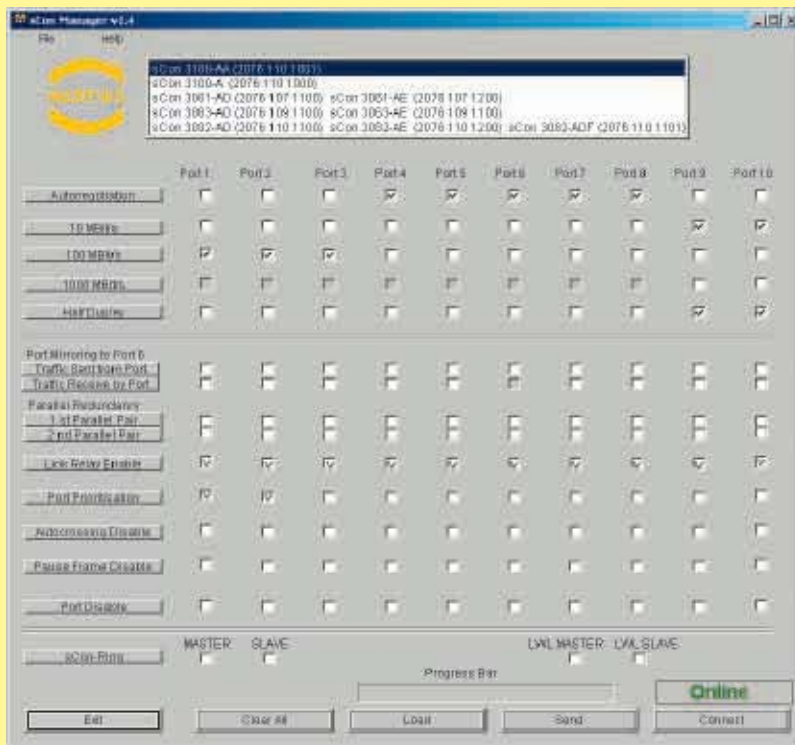 sCon Manager v1.4
File Help
HARTING
sCon 3100-AA (2076 110 1001)
sCon 3100-A (2076 110 1000)
sCon 3061-AD (2076 107 1100) sCon 3061-AE (2076 107 1200)
sCon 3063-AD (2076 109 1100) sCon 3063-AE (2076 109 1200)
sCon 3082-AD (2076 110 1100) sCon 3082-AE (2076 110 1200) sCon 3082-ADF (2076 110 1101)
Port 1 Port 2 Port 3 Port 4 Port 5 Port 6 Port 7 Port 8 Port 9 Port 10
Autonegotiation
10 MBit/s
100 MBit/s
1000 MBit/s
Half Duplex
Port Mirroring to Port 6
Traffic Sent from Port
Traffic Receive by Port
Parallel Redundancy
1 st Parallel Pair
2 nd Parallel Pair
Link Relay Enable
Port Prioritisation
Autocrossing Disable
Pause Frame Disable
Port Disable
MASTER SLAVE LWL MASTER LWL SLAVE
sCon-Ring
Progress Bar
Online
Exit Clear All Load Send Connect